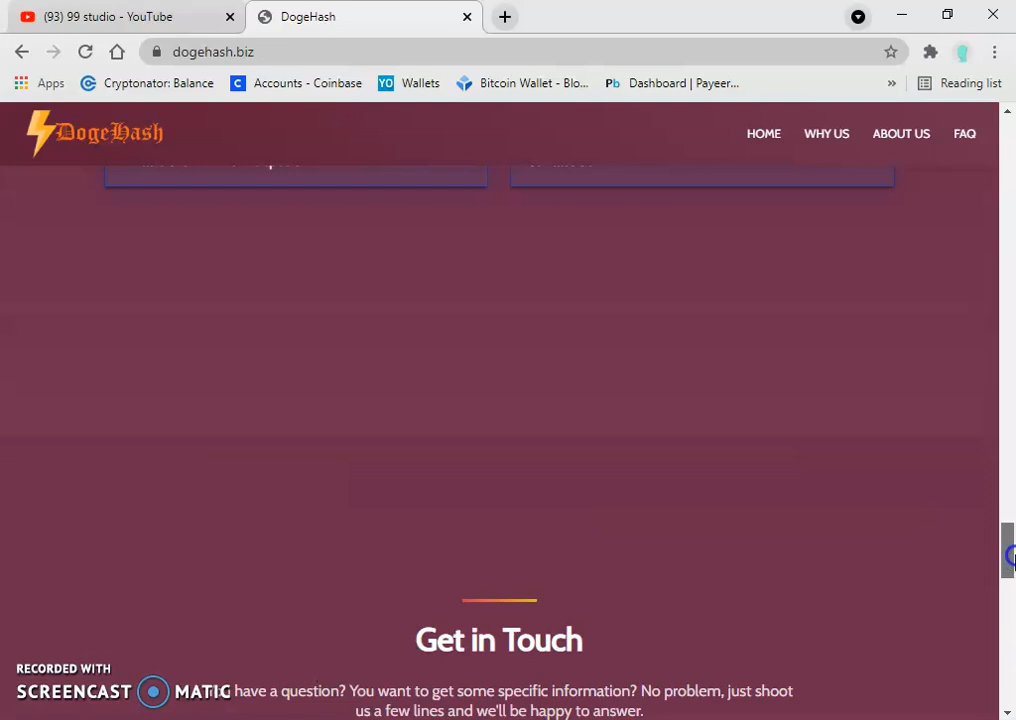 (93) 99 studio - YouTube
DogeHash
dogehash.biz
Apps
Cryptonator: Balance
C
Accounts - Coinbase
YO
Wallets
Bitcoin Wallet - Blo...
Pb
Dashboard | Payeer...
»
Reading list
DogeHash
HOME
WHY US
ABOUT US
FAQ
Get in Touch
have a question? You want to get some specific information? No problem, just shoot
us a few lines and we'll be happy to answer.
RECORDED WITH
SCREENCAST MATIC